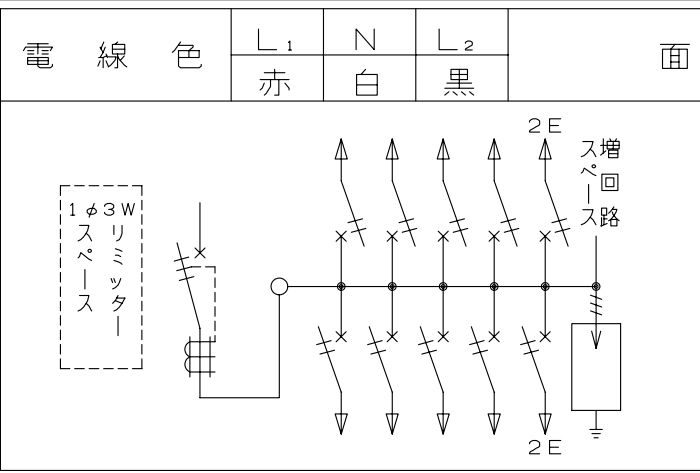 電線色
L₁ N L₂
赤 白 黒
面
2E
増回路
スペース
1φ3W
リミッター
スペース
2E